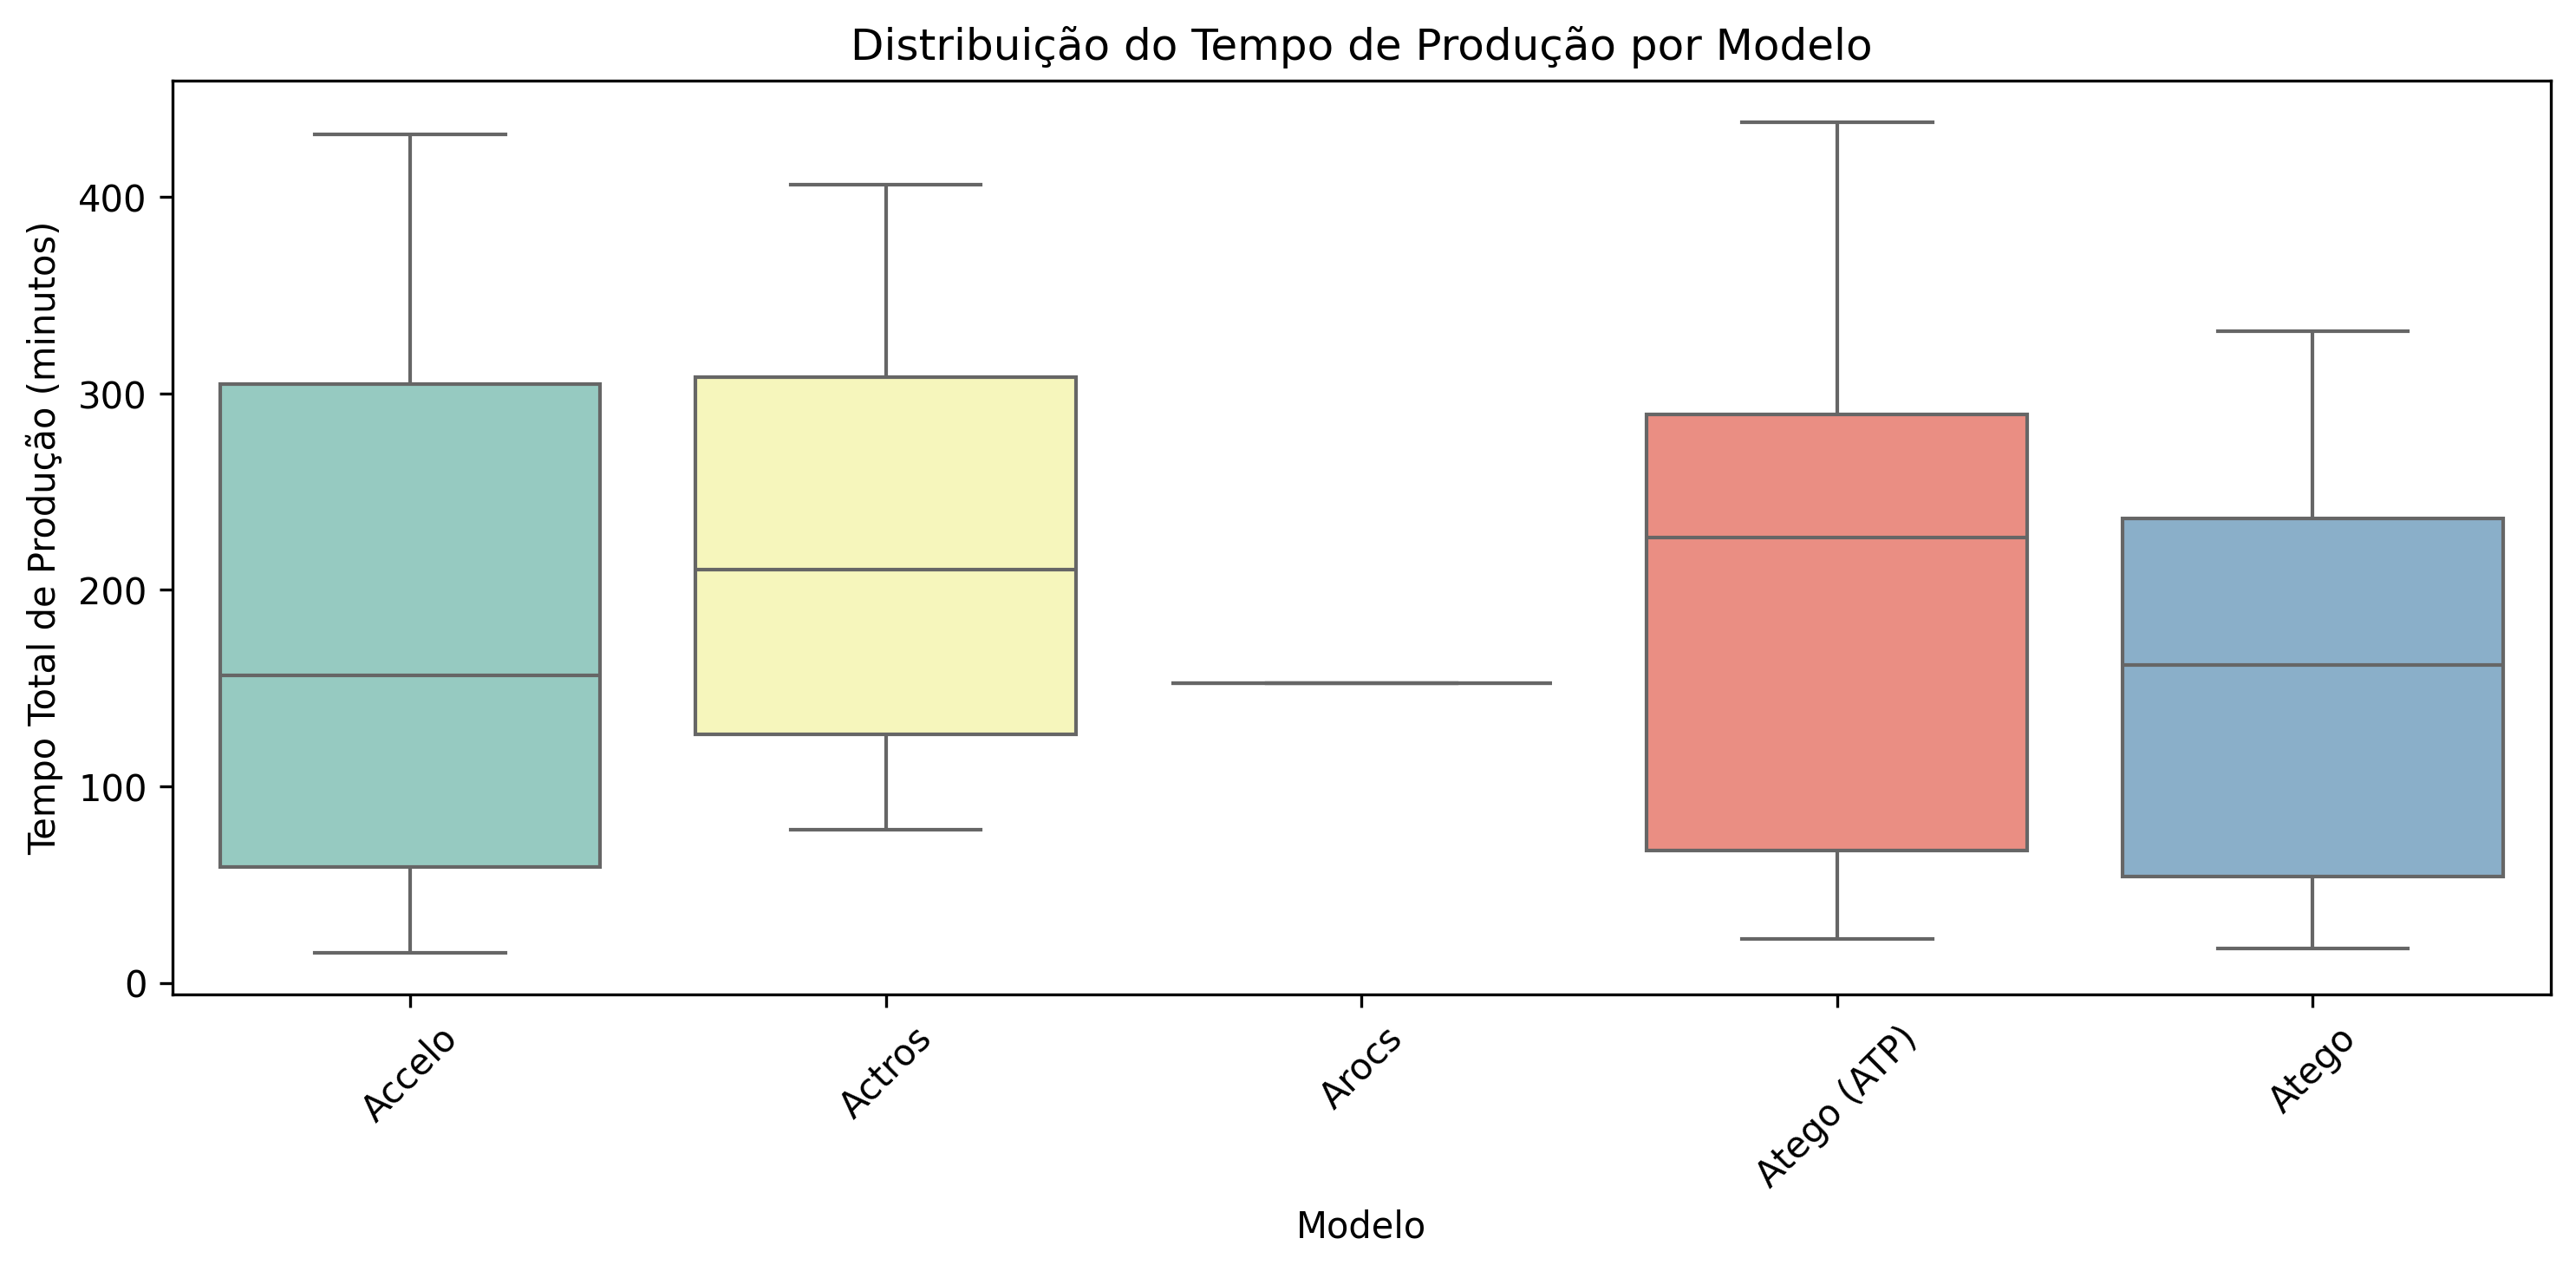 Distribuição do Tempo de Produção por Modelo
Tempo Total de Produção (minutos)
400
300
200
100
0
Accelo
Actros
Arocs
Atego (ATP)
Atego
Modelo